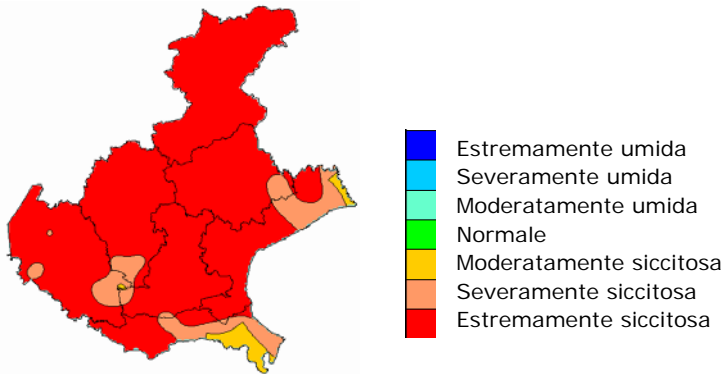 Estremamente umida
Severamente umida
Moderatamente umida
Normale
Moderatamente siccitosa
Severamente siccitosa
Estremamente siccitosa